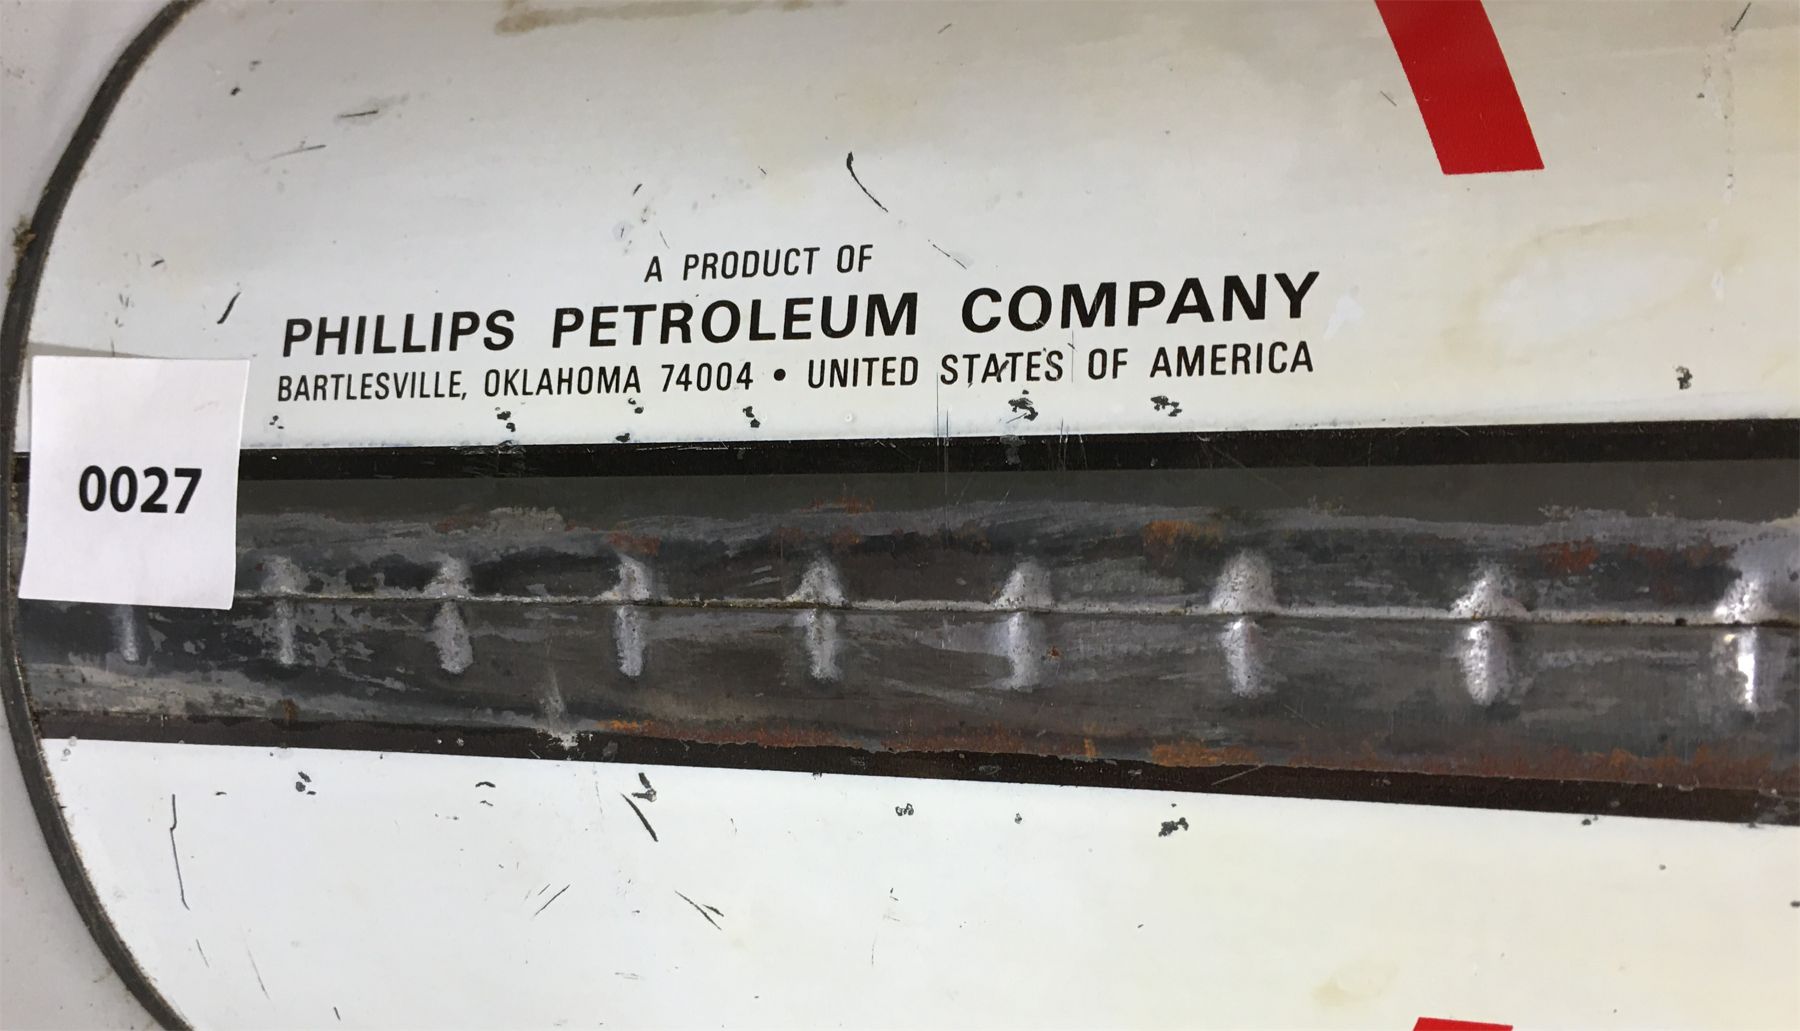 A PRODUCT OF
PHILLIPS PETROLEUM COMPANY
BARTLESVILLE, OKLAHOMA 74004 • UNITED STATES OF AMERICA
0027